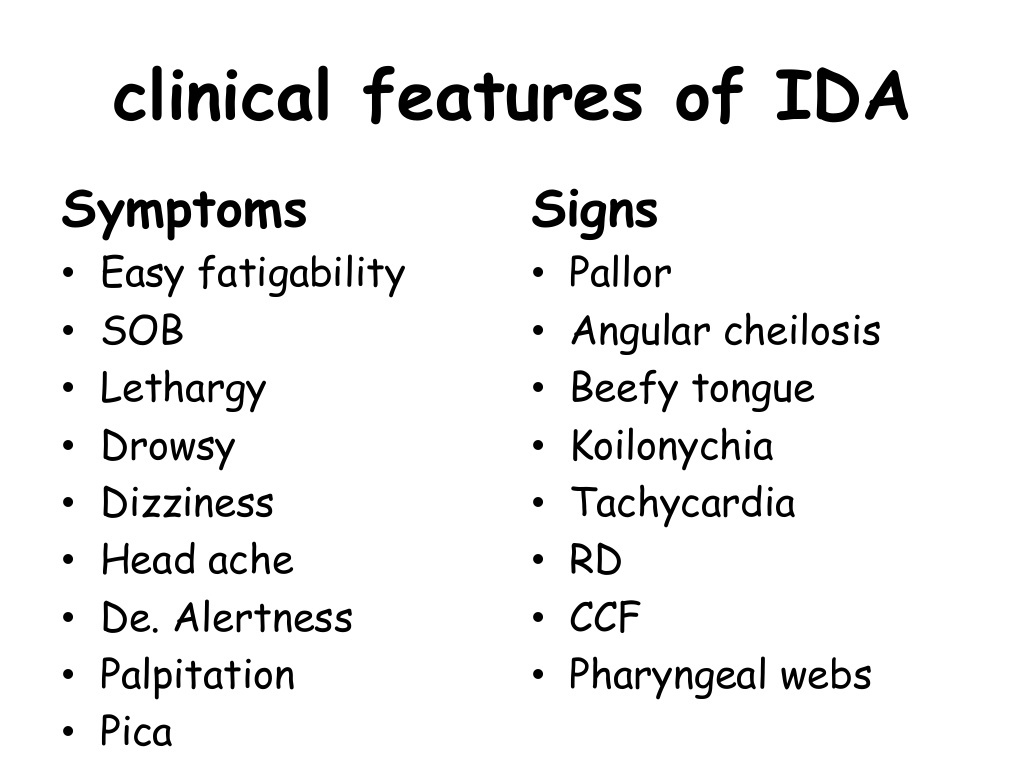 clinical features of IDA
Symptoms
• Easy fatigability
• SOB
• Lethargy
• Drowsy
• Dizziness
• Head ache
• De. Alertness
• Palpitation
• Pica
Signs
• Pallor
• Angular cheilosis
• Beefy tongue
• Koilonychia
• Tachycardia
• RD
• CCF
• Pharyngeal webs